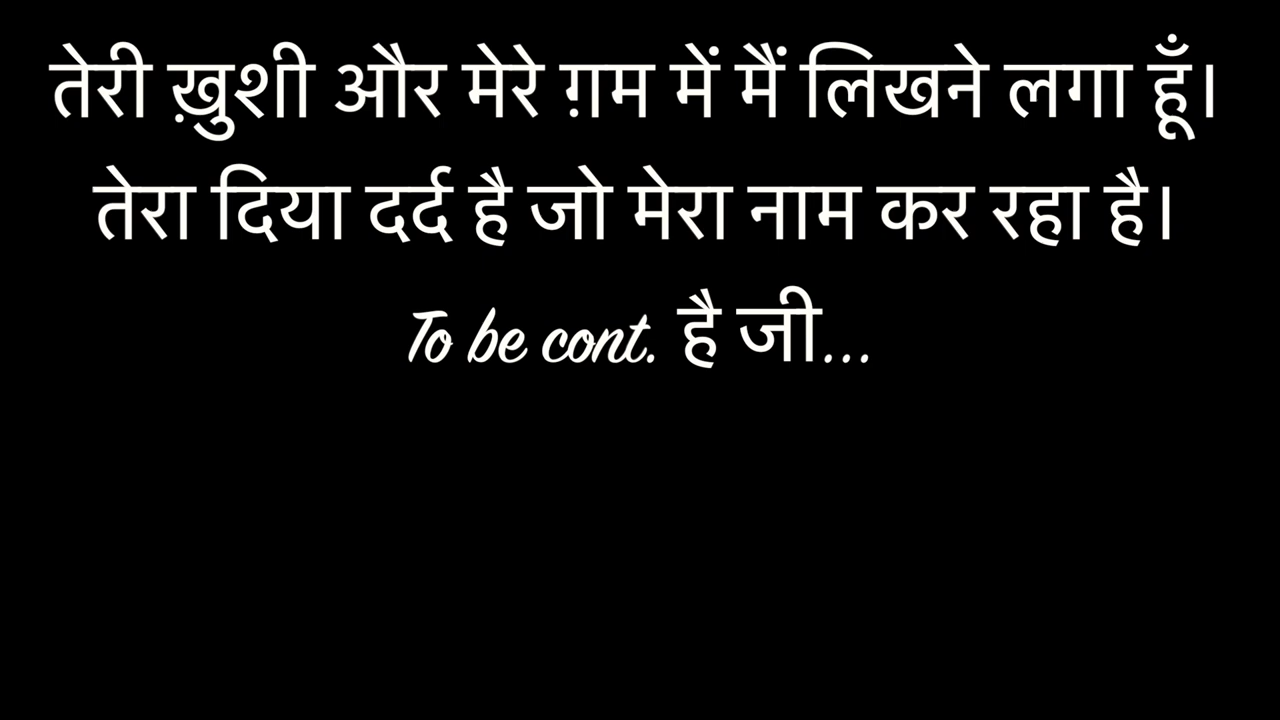 तेरी ख़ुशी और मेरे ग़म में मैं लिखने लगा हूँ।
तेरा दिया दर्द है जो मेरा नाम कर रहा है।
To be cont. है जी...